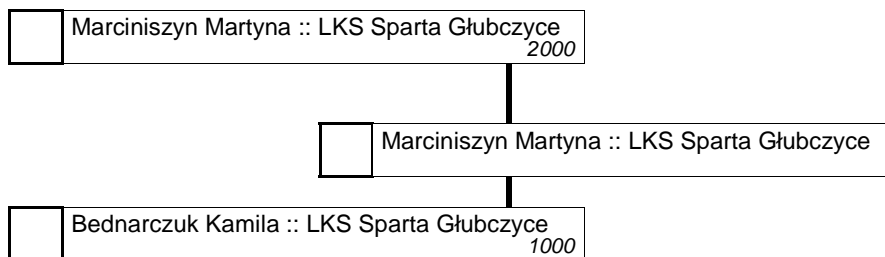 Marciniszyn Martyna :: LKS Sparta Głubczyce
2000
Marciniszyn Martyna :: LKS Sparta Głubczyce
Bednarczuk Kamila :: LKS Sparta Głubczyce
1000